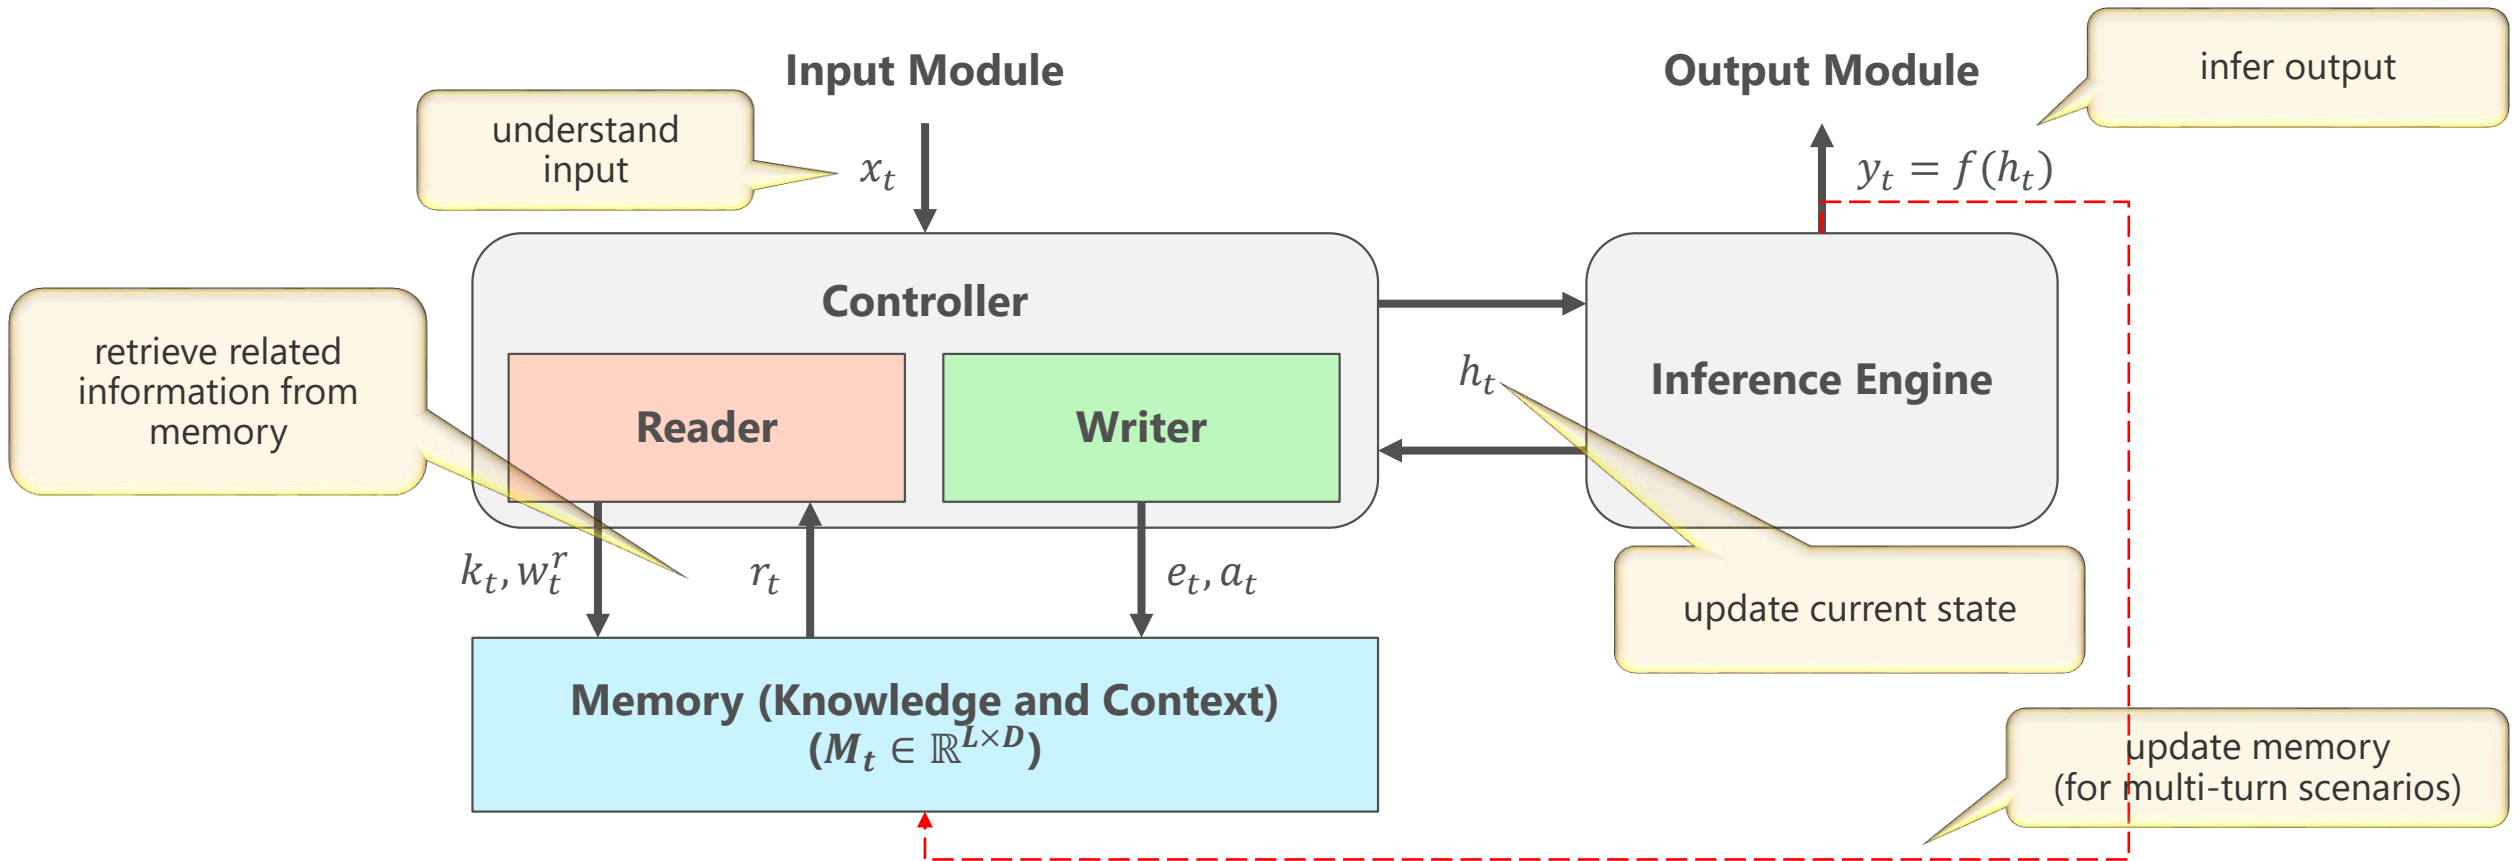 Input Module
Output Module
infer output
understand
input
x_t
y_t = f(h_t)
Controller
retrieve related
information from
memory
Reader
Writer
h_t
Inference Engine
k_t, w_t^r
r_t
e_t, a_t
update current state
Memory (Knowledge and Context)
(M_t ∈ ℝ^{L×D})
update memory
(for multi-turn scenarios)